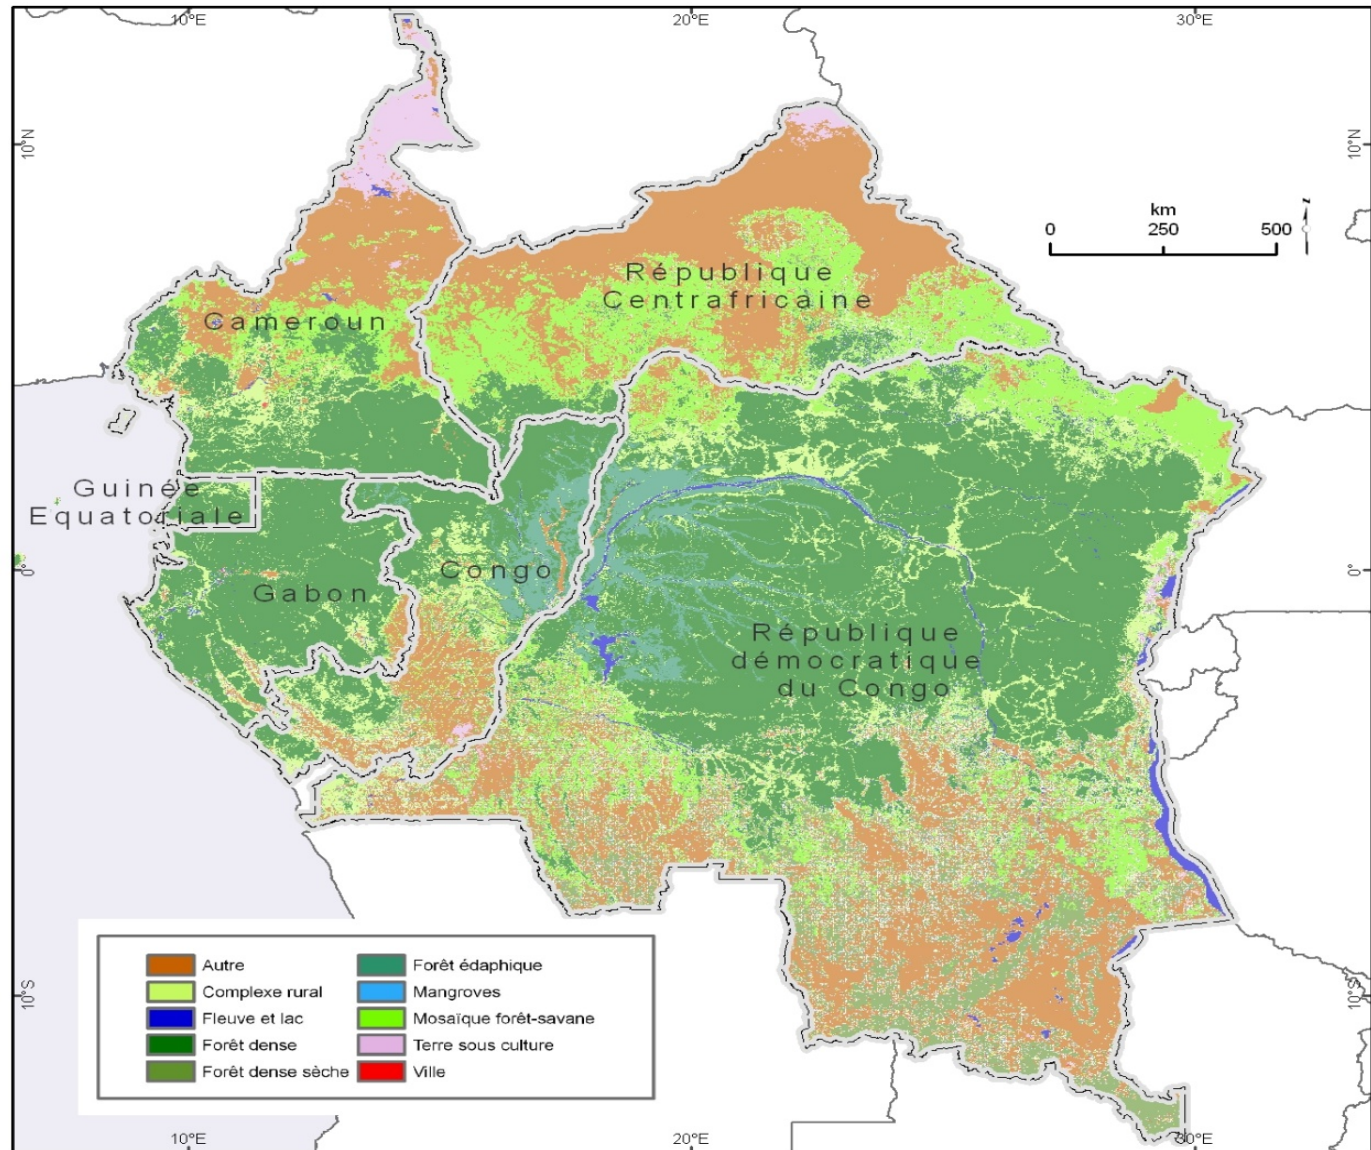 10°E
20°E
30°E
10°N
10°N
km
0
250
500
z
République
Centrafricaine
Cameroun
Guinée
Equatoriale
Gabon
Congo
0°
0°
République
démocratique
du Congo
Autre
Complexe rural
Fleuve et lac
Forêt dense
Forêt dense sèche
Forêt édaphique
Mangroves
Mosaïque forêt-savane
Terre sous culture
Ville
10°S
10°S
10°E
20°E
30°E